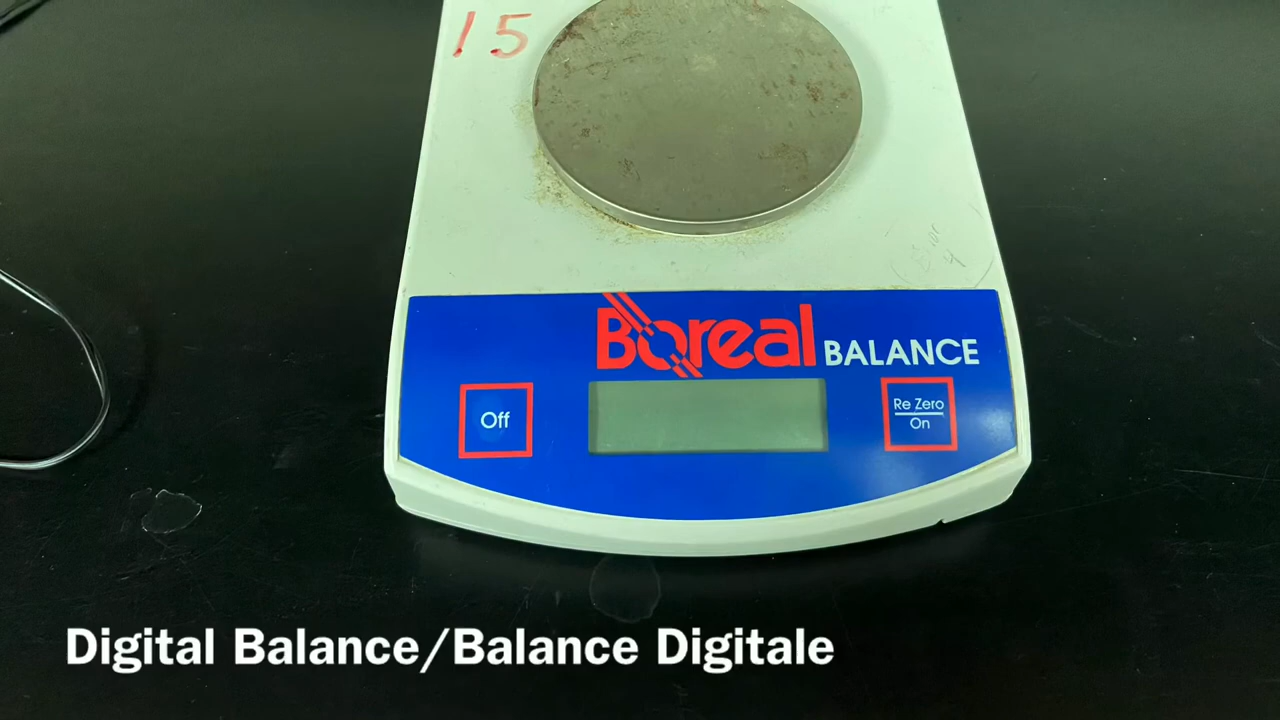 15
Boreal BALANCE
Off
Re Zero
On
Digital Balance/Balance Digitale